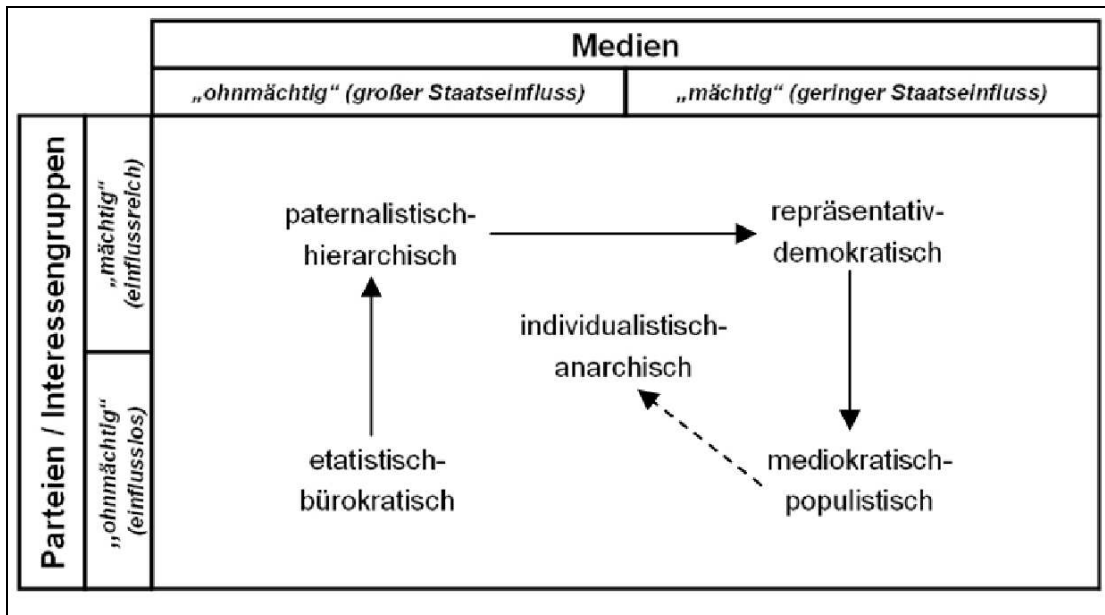 Medien
„ohnmächtig“ (großer Staatseinfluss)
„mächtig“ (geringer Staatseinfluss)
Parteien / Interessengruppen
„mächtig“
(einflussreich)
„ohnmächtig“
(einflusslos)
paternalistisch-
hierarchisch
repräsentativ-
demokratisch
individualistisch-
anarchisch
etatistisch-
bürokratisch
mediokratisch-
populistisch